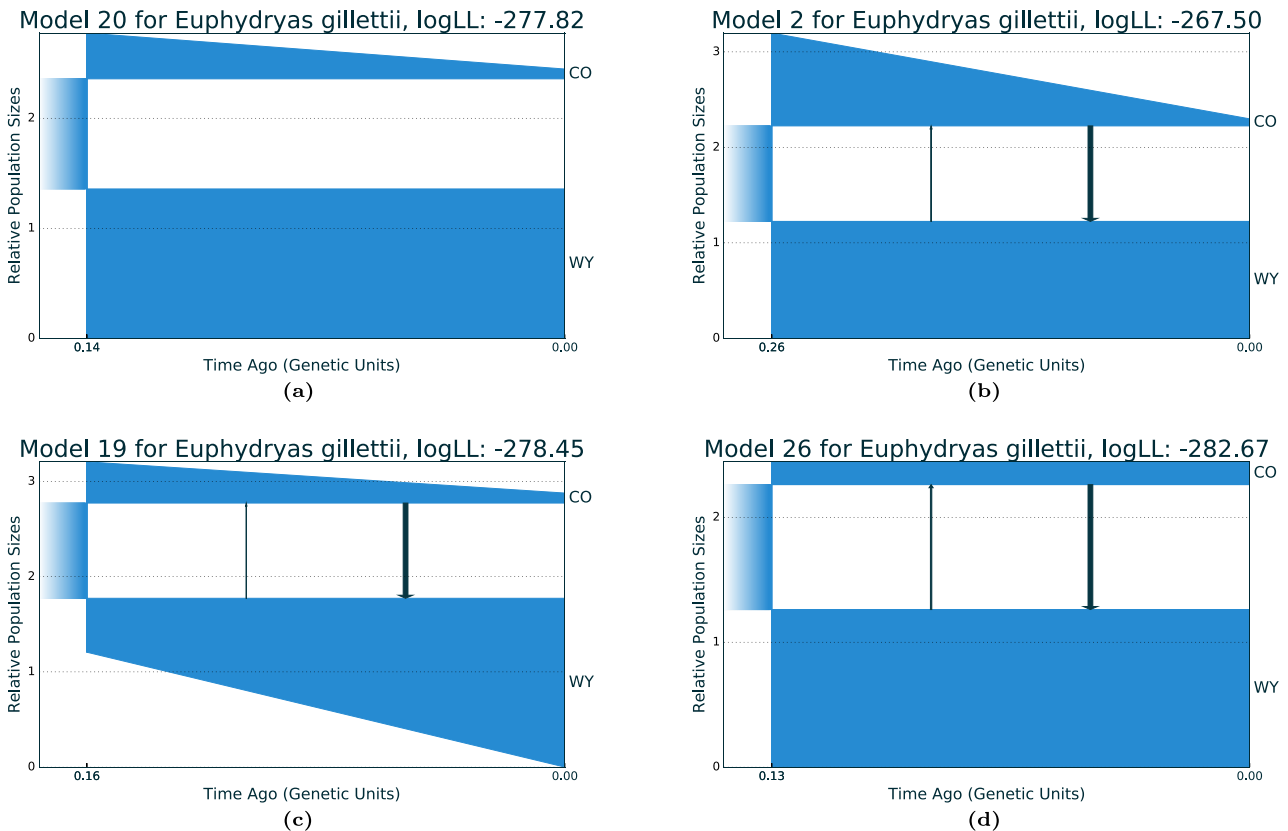 Model 20 for Euphydryas gillettii, logLL: -277.82
Relative Population Sizes
2
1
0
CO
WY
0.14
0.00
Time Ago (Genetic Units)
(a)
Model 2 for Euphydryas gillettii, logLL: -267.50
Relative Population Sizes
3
2
1
0
CO
WY
0.26
0.00
Time Ago (Genetic Units)
(b)
Model 19 for Euphydryas gillettii, logLL: -278.45
Relative Population Sizes
3
2
1
0
CO
WY
0.16
0.00
Time Ago (Genetic Units)
(c)
Model 26 for Euphydryas gillettii, logLL: -282.67
Relative Population Sizes
2
1
0
CO
WY
0.13
0.00
Time Ago (Genetic Units)
(d)